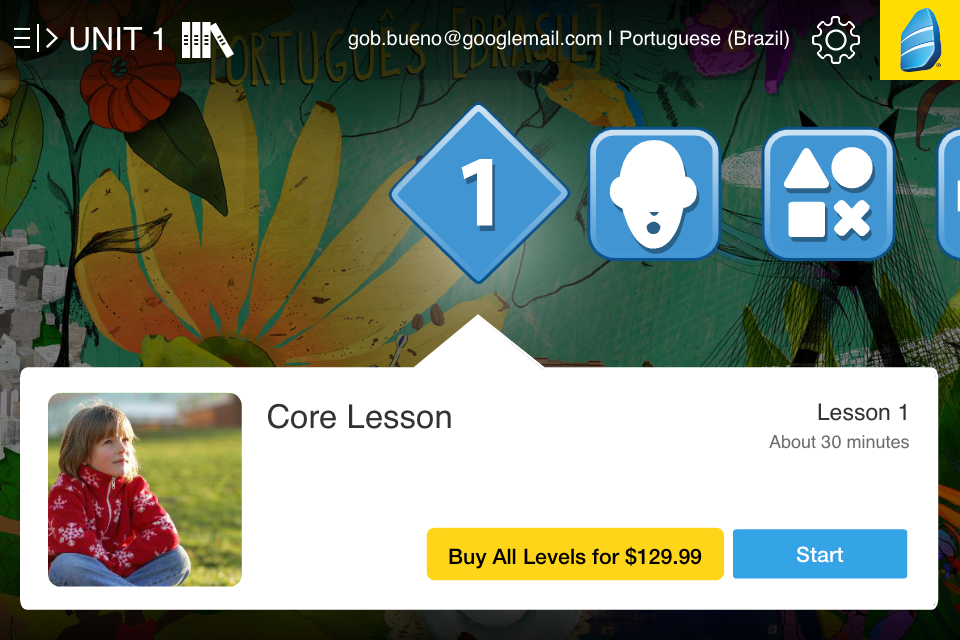 UNIT 1
gob.bueno@googlemail.com | Portuguese (Brazil)
PORTUGUÊS [BRASIL]
1
Core Lesson
Lesson 1
About 30 minutes
Buy All Levels for $129.99
Start